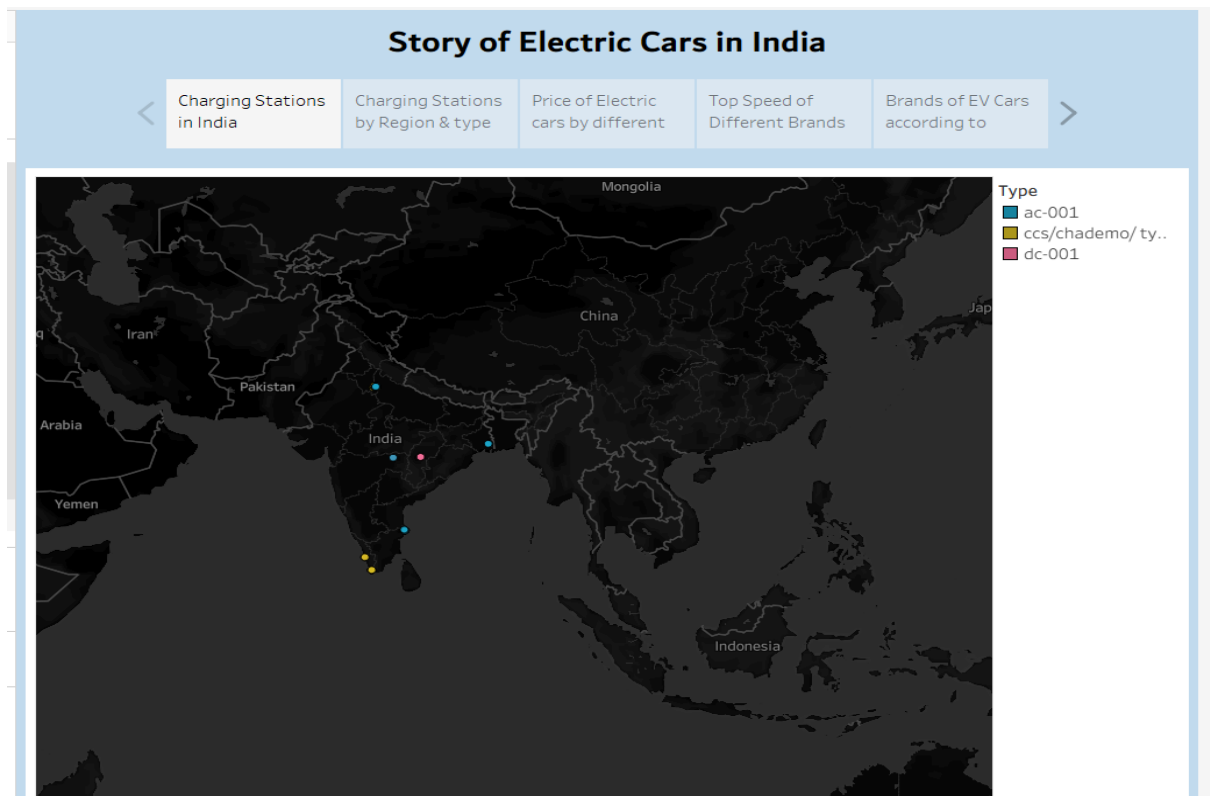 Story of Electric Cars in India
Charging Stations
in India
Charging Stations
by Region & type
Price of Electric
cars by different
Top Speed of
Different Brands
Brands of EV Cars
according to
Type
ac-001
ccs/chademo/ ty..
dc-001
Mongolia
China
Jap
Iran
q
Pakistan
Arabia
India
Yemen
Indonesia